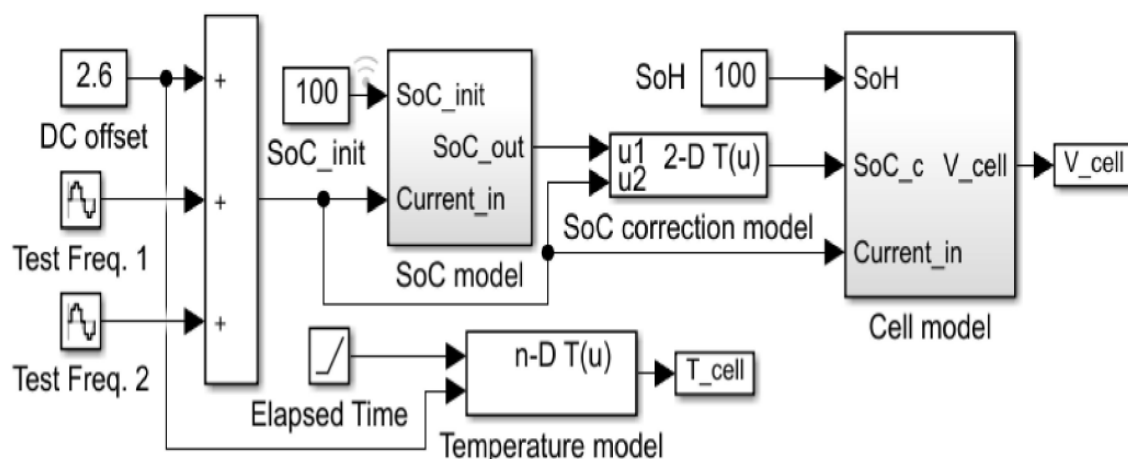 2.6
DC offset
+
+
+
Test Freq. 1
Test Freq. 2
100
SoC_init
SoC_init
SoC_out
Current_in
SoC model
u1
u2
2-D T(u)
SoC correction model
SoH
100
SoH
SoC_c
V_cell
Current_in
Cell model
V_cell
Elapsed Time
n-D T(u)
Temperature model
T_cell